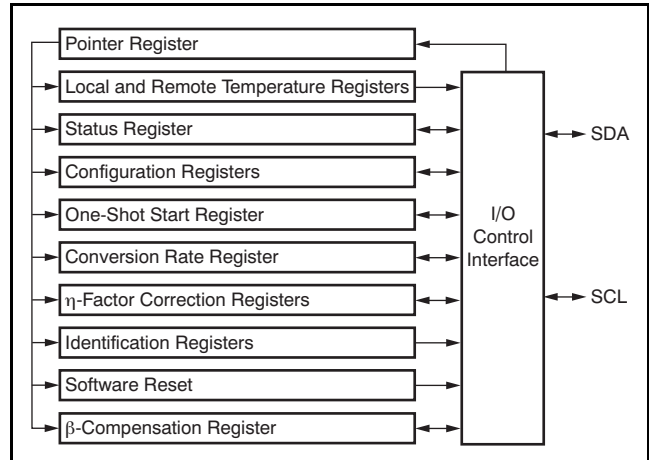 Pointer Register
Local and Remote Temperature Registers
Status Register
SDA
Configuration Registers
One-Shot Start Register
I/O
Control
Interface
Conversion Rate Register
η-Factor Correction Registers
SCL
Identification Registers
Software Reset
β-Compensation Register